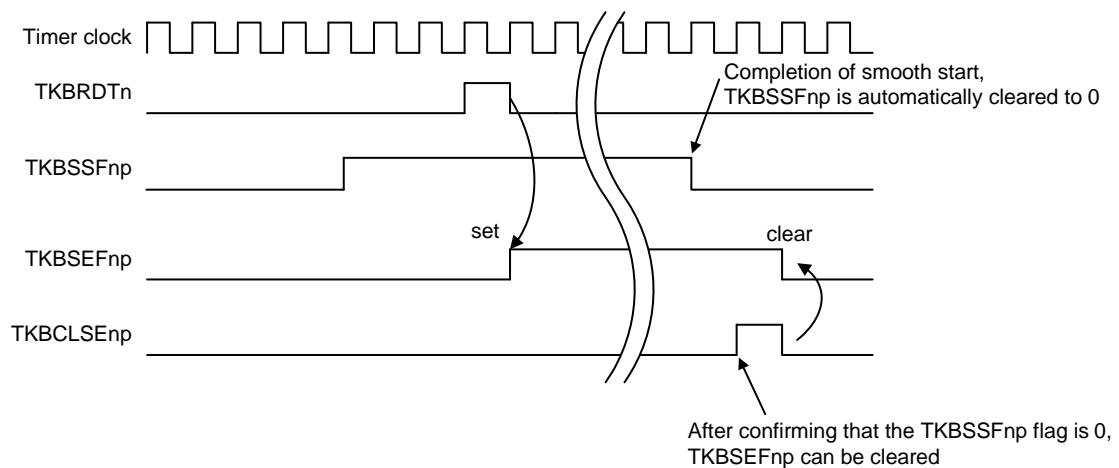 Timer clock
TKBRDTn
Completion of smooth start,
TKBSSFnp is automatically cleared to 0
TKBSSFnp
set
clear
TKBSEFnp
TKBCLSEnp
After confirming that the TKBSSFnp flag is 0,
TKBSEFnp can be cleared